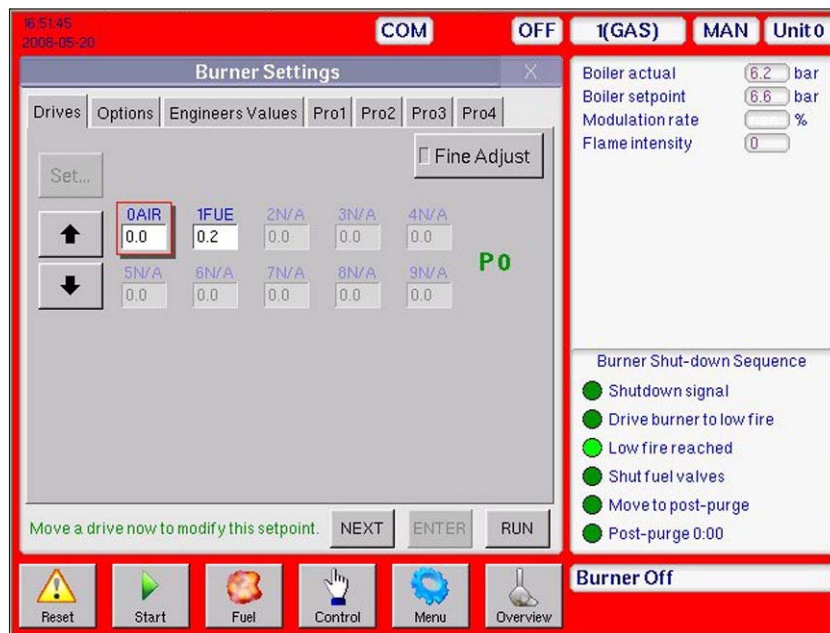 16:51:45
2008-05-20
COM
OFF
1(GAS)
MAN
Unit 0
Burner Settings
X
Drives
Options
Engineers Values
Pro1
Pro2
Pro3
Pro4
Fine Adjust
Set...
0AIR 1FUE 2N/A 3N/A 4N/A
0.0 0.2 0.0 0.0 0.0
5N/A 6N/A 7N/A 8N/A 9N/A
0.0 0.0 0.0 0.0 0.0
P0
Move a drive now to modify this setpoint.
NEXT
ENTER
RUN
Boiler actual 6.2 bar
Boiler setpoint 6.6 bar
Modulation rate %
Flame intensity 0
Burner Shut-down Sequence
Shutdown signal
Drive burner to low fire
Low fire reached
Shut fuel valves
Move to post-purge
Post-purge 0:00
Burner Off
Reset
Start
Fuel
Control
Menu
Overview